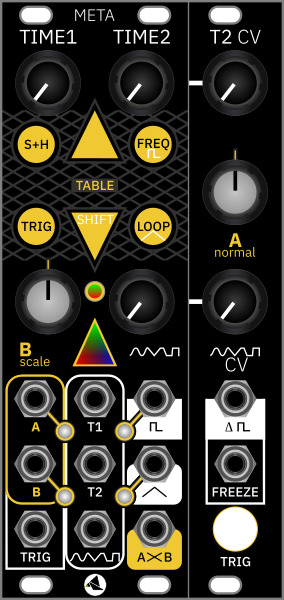 META
TIME1 TIME2 T2 CV
S+H FREQ
TABLE
TRIG SHIFT LOOP
A
normal
B
scale
CV
A T1
B T2 FREEZE
TRIG A B TRIG